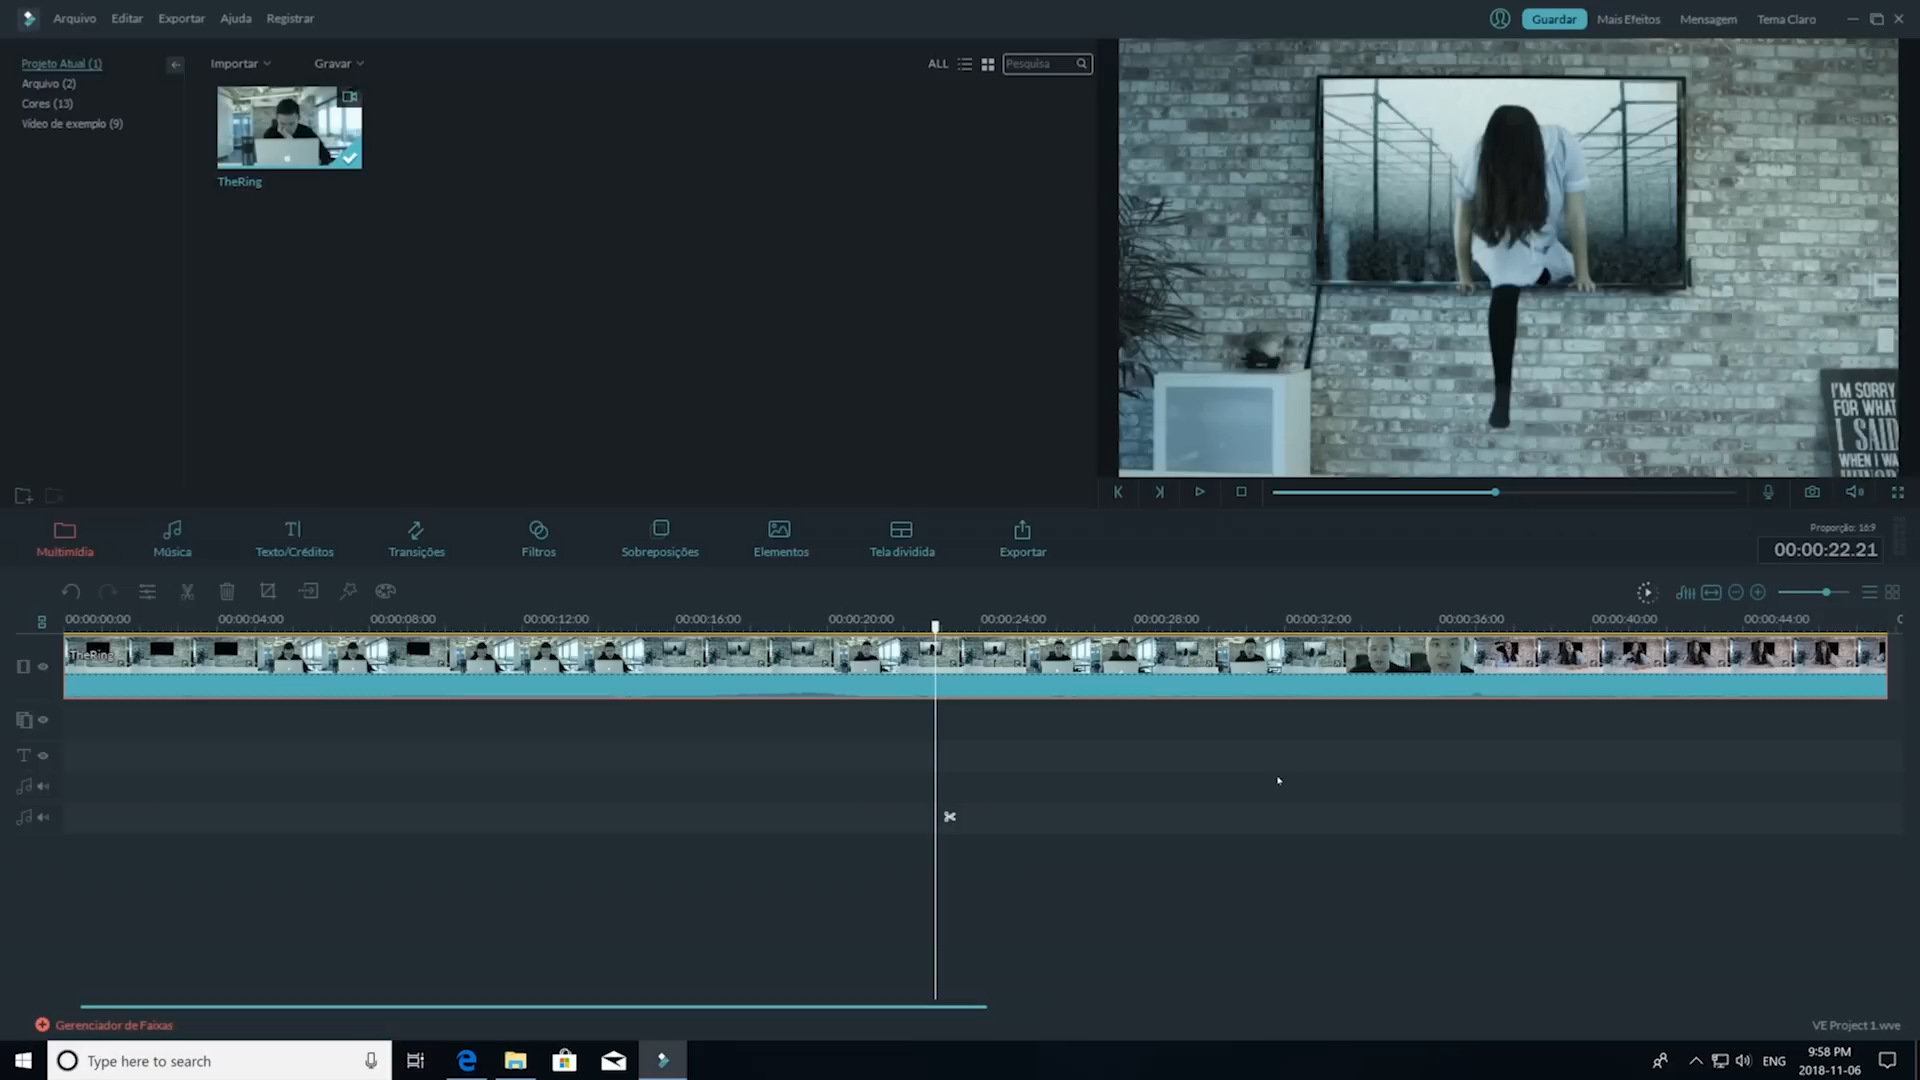 Arquivo Editar Exportar Ajuda Registrar
Guardar Mais Efeitos Mensagem Tema Claro
Projeto Atual (1)
Arquivo (2)
Cores (13)
Vídeo de exemplo (9)
Importar Gravar
ALL Pesquisa
TheRing
I'M SORRY
FOR WHAT
I SAID
WHEN I WA
Multimídia Música Texto/Créditos Transições Filtros Sobreposições Elementos Tela dividida Exportar
Proporção: 16:9
00:00:22.21
00:00:00:00 00:00:04:00 00:00:08:00 00:00:12:00 00:00:16:00 00:00:20:00 00:00:24:00 00:00:28:00 00:00:32:00 00:00:36:00 00:00:40:00 00:00:44:00
TheRing
Gerenciador de Faixas
VE Project 1.wve
Type here to search
ENG
9:58 PM
2018-11-06